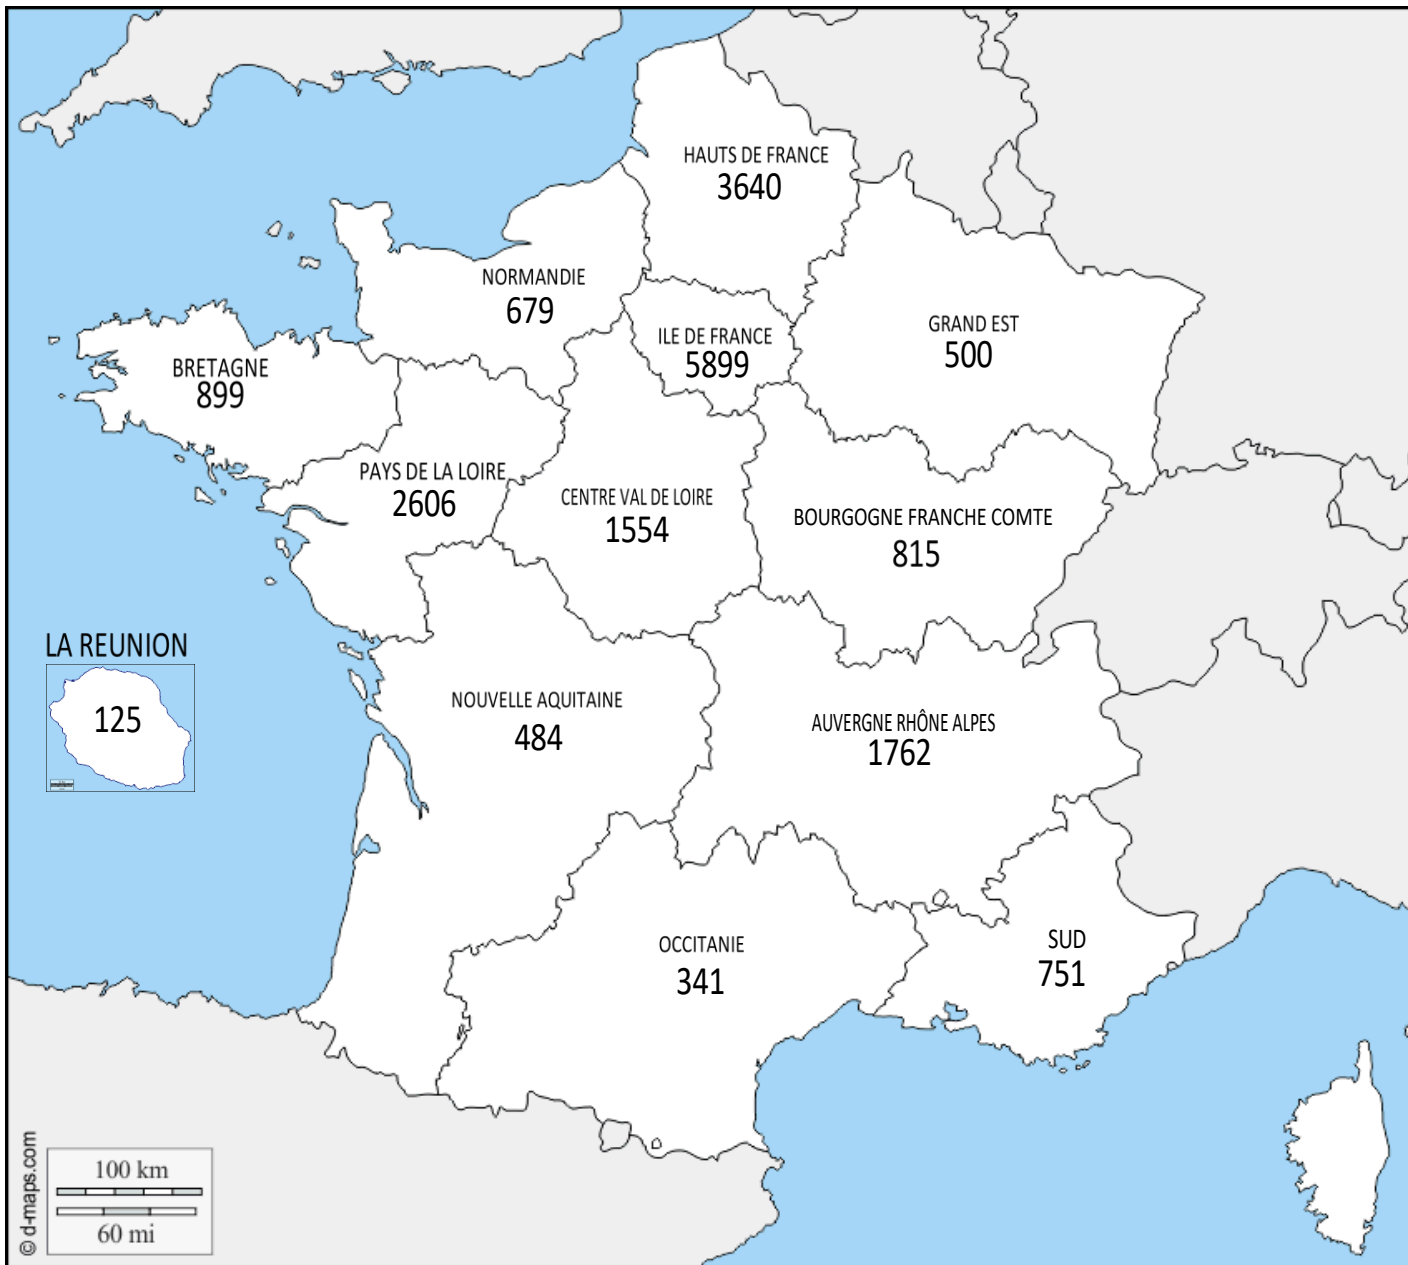 HAUTS DE FRANCE
3640
NORMANDIE
679
ILE DE FRANCE
5899
GRAND EST
500
BRETAGNE
899
PAYS DE LA LOIRE
2606
CENTRE VAL DE LOIRE
1554
BOURGOGNE FRANCHE COMTE
815
LA REUNION
125
NOUVELLE AQUITAINE
484
AUVERGNE RHÔNE ALPES
1762
OCCITANIE
341
SUD
751
© d-maps.com
100 km
60 mi